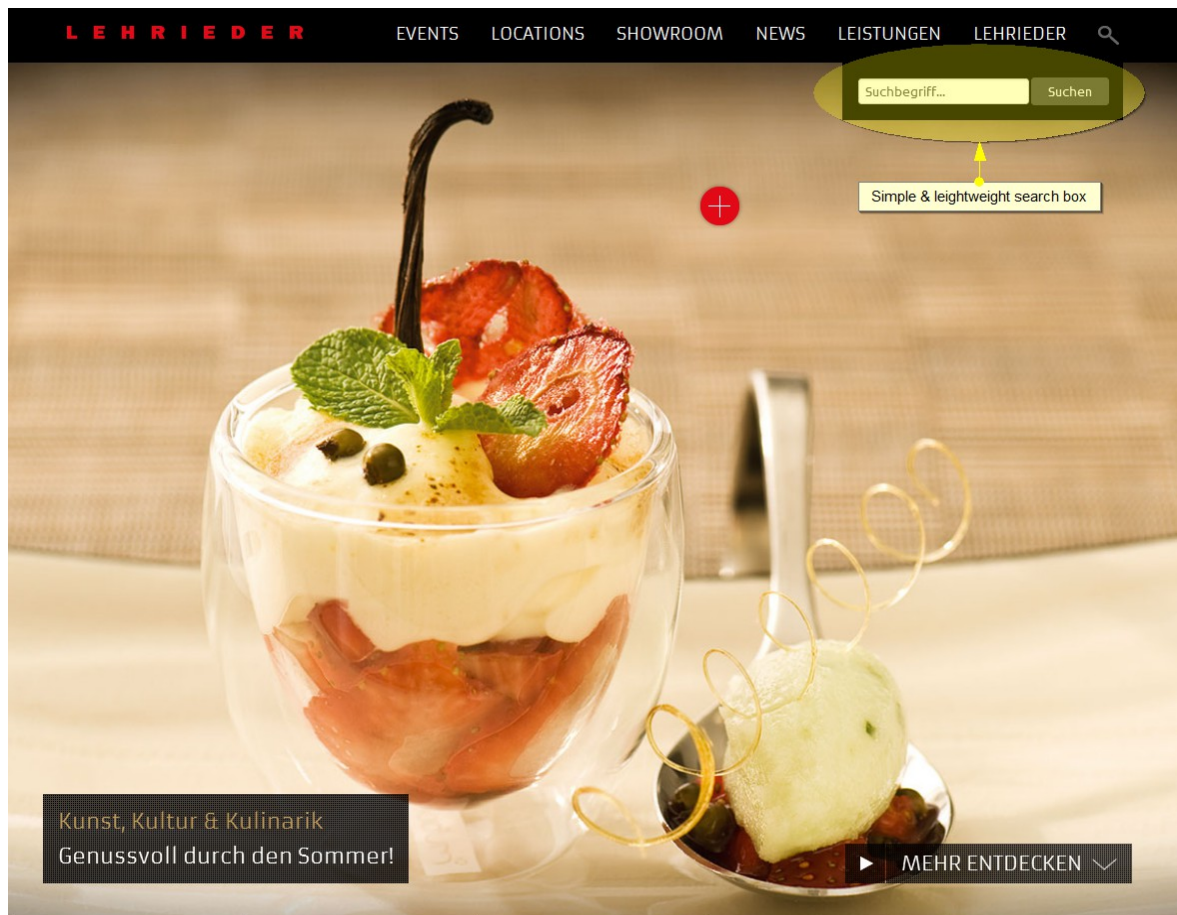 LEHRIEDER
EVENTS LOCATIONS SHOWROOM NEWS LEISTUNGEN LEHRIEDER
Suchbegriff... Suchen
Simple & leightweight search box
Kunst, Kultur & Kulinarik
Genussvoll durch den Sommer!
MEHR ENTDECKEN